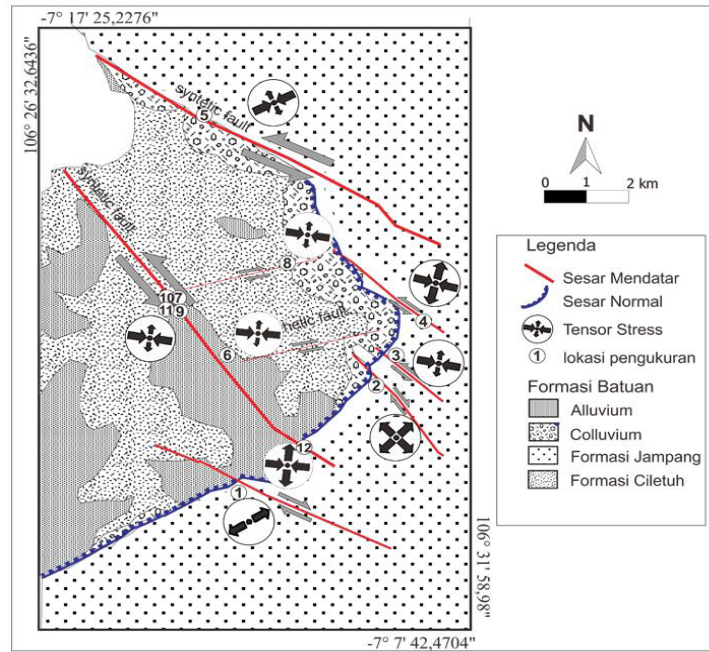 -7° 17' 25,2276"
106° 26' 32,6436"
syntetic fault
5
syntetic fault
8
10 7
11 9
4
hetic fault
6
3
2
12
1
106° 31' 58,98"
-7° 7' 42,4704"
N
0 1 2 km
Legenda
Sesar Mendatar
Sesar Normal
Tensor Stress
1 lokasi pengukuran
Formasi Batuan
Alluvium
Colluvium
Formasi Jampang
Formasi Ciletuh